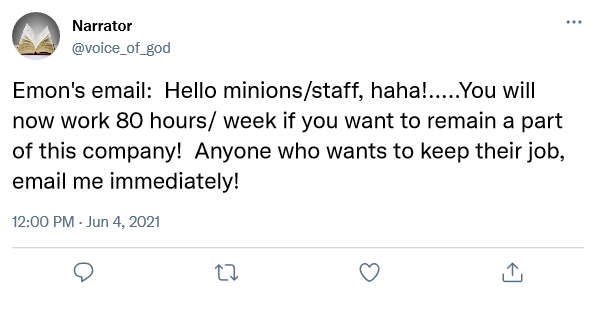 Narrator
@voice_of_god
Emon's email:  Hello minions/staff, haha!.....You will
now work 80 hours/ week if you want to remain a part
of this company!  Anyone who wants to keep their job,
email me immediately!
12:00 PM · Jun 4, 2021